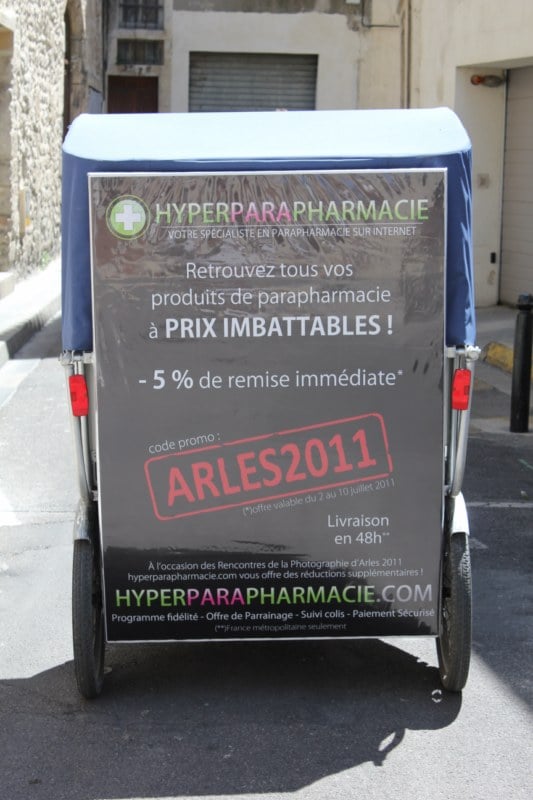 HYPERPARAPHARMACIE
VOTRE SPÉCIALISTE EN PARAPHARMACIE SUR INTERNET
Retrouvez tous vos
produits de parapharmacie
à PRIX IMBATTABLES !
- 5 % de remise immédiate*
code promo :
ARLES2011
(*)offre valable du 2 au 10 juillet 2011
Livraison
en 48h**
À l'occasion des Rencontres de la Photographie d'Arles 2011
hyperparapharmacie.com vous offre des réductions supplémentaires !
HYPERPARAPHARMACIE.COM
Programme fidélité - Offre de Parrainage - Suivi colis - Paiement Sécurisé
(**)France métropolitaine seulement